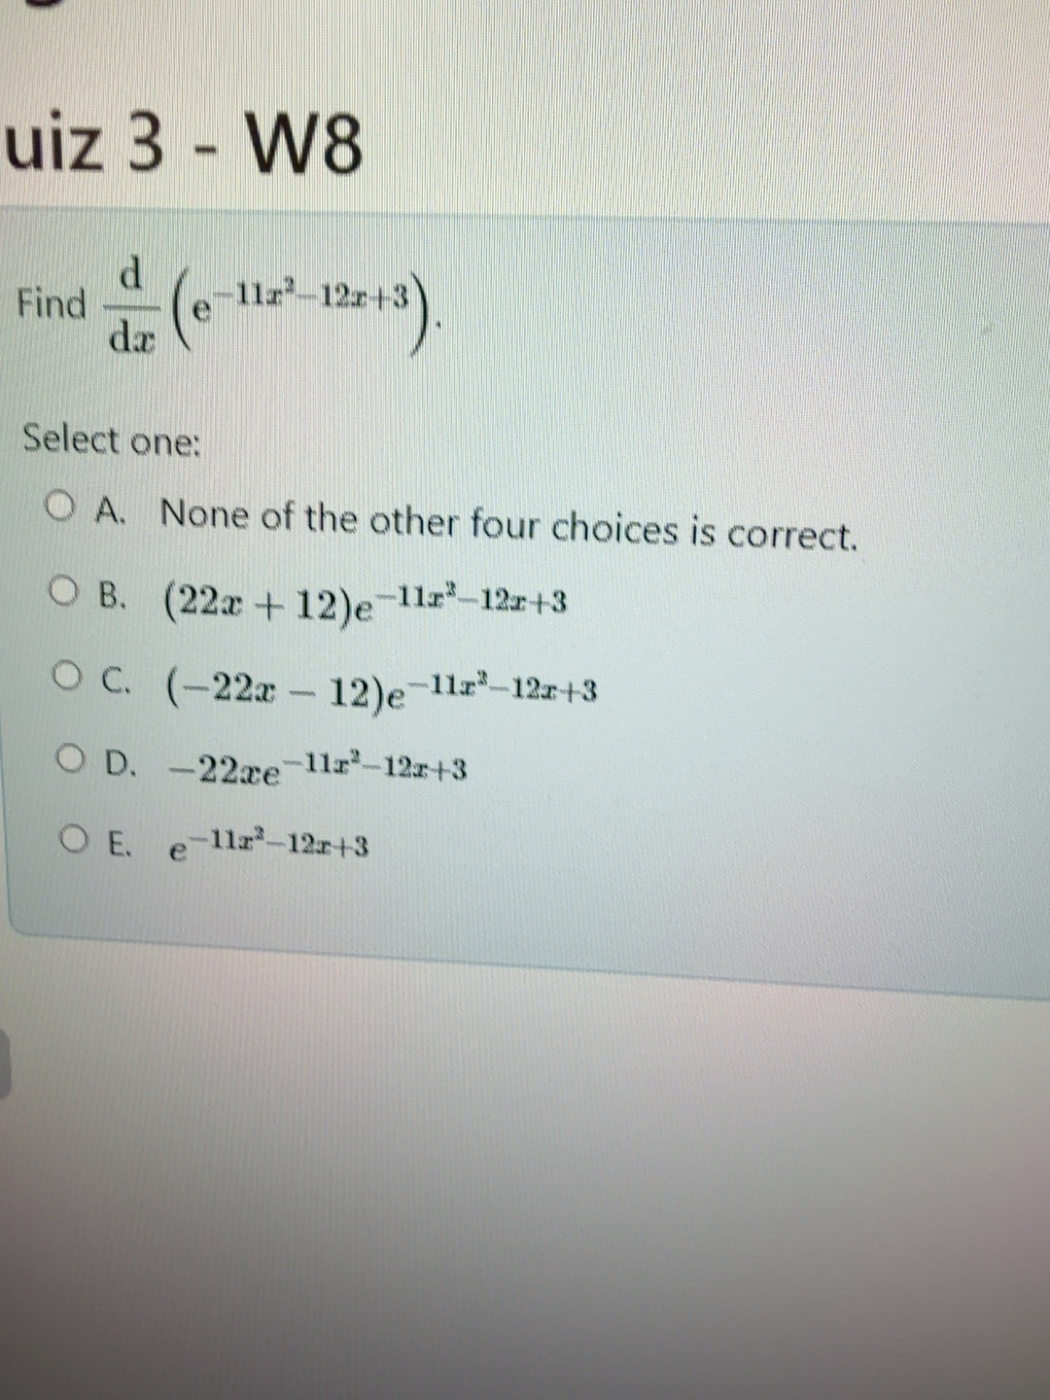 uiz 3 - W8
Find d/dx (e^{-11x²-12x+3}).
Select one:
A. None of the other four choices is correct.
B. (22x + 12)e^{-11x²-12x+3}
C. (-22x - 12)e^{-11x²-12x+3}
D. -22xe^{-11x²-12x+3}
E. e^{-11x²-12x+3}